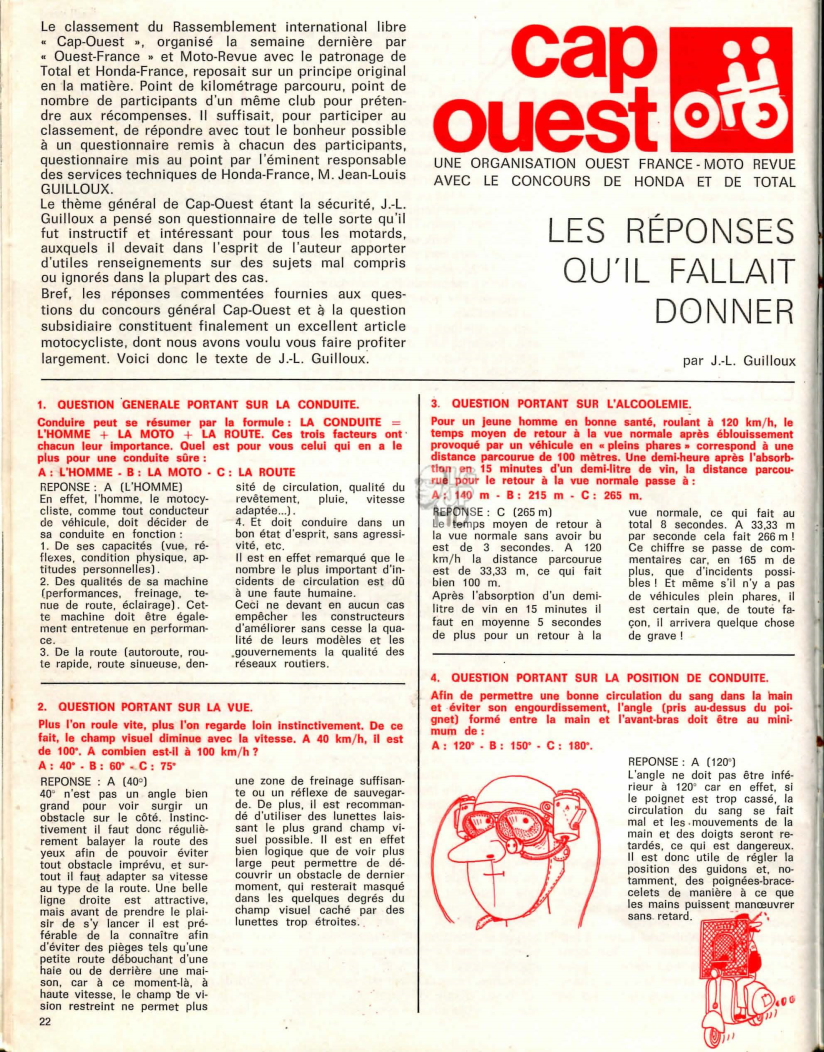 Le classement du Rassemblement international libre
« Cap-Ouest », organisé la semaine dernière par
« Ouest-France » et Moto-Revue avec le patronage de
Total et Honda-France, reposait sur un principe original
en la matière. Point de kilométrage parcouru, point de
nombre de participants d'un même club pour préten-
dre aux récompenses. Il suffisait, pour participer au
classement, de répondre avec tout le bonheur possible
à un questionnaire remis à chacun des participants,
questionnaire mis au point par l'éminent responsable
des services techniques de Honda-France, M. Jean-Louis
GUILLOUX.
Le thème général de Cap-Ouest étant la sécurité, J.-L.
Guilloux a pensé son questionnaire de telle sorte qu'il
fut instructif et intéressant pour tous les motards,
auxquels il devait dans l'esprit de l'auteur apporter
d'utiles renseignements sur des sujets mal compris
ou ignorés dans la plupart des cas.
Bref, les réponses commentées fournies aux ques-
tions du concours général Cap-Ouest et à la question
subsidiaire constituent finalement un excellent article
motocycliste, dont nous avons voulu vous faire profiter
largement. Voici donc le texte de J.-L. Guilloux.
cap
ouest
UNE ORGANISATION OUEST FRANCE - MOTO REVUE
AVEC LE CONCOURS DE HONDA ET DE TOTAL
LES RÉPONSES
QU'IL FALLAIT
DONNER
par J.-L. Guilloux
1. QUESTION GENERALE PORTANT SUR LA CONDUITE.
Conduire peut se résumer par la formule : LA CONDUITE =
L'HOMME + LA MOTO + LA ROUTE. Ces trois facteurs ont
chacun leur importance. Quel est pour vous celui qui en a le
plus pour une conduite sûre :
A : L'HOMME - B : LA MOTO - C : LA ROUTE
REPONSE : A (L'HOMME)
En effet, l'homme, le motocy-
cliste, comme tout conducteur
de véhicule, doit décider de
sa conduite en fonction :
1. De ses capacités (vue, ré-
flexes, condition physique, ap-
titudes personnelles).
2. Des qualités de sa machine
(performances, freinage, te-
nue de route, éclairage). Cet-
te machine doit être égale-
ment entretenue en performan-
ce.
3. De la route (autoroute, rou-
te rapide, route sinueuse, den-
sité de circulation, qualité du
revêtement, pluie, vitesse
adaptée...).
4. Et doit conduire dans un
bon état d'esprit, sans agressi-
vité, etc.
Il est en effet remarqué que le
nombre le plus important d'in-
cidents de circulation est dû
à une faute humaine.
Ceci ne devant en aucun cas
empêcher les constructeurs
d'améliorer sans cesse la qua-
lité de leurs modèles et les
gouvernements la qualité des
réseaux routiers.
2. QUESTION PORTANT SUR LA VUE.
Plus l'on roule vite, plus l'on regarde loin instinctivement. De ce
fait, le champ visuel diminue avec la vitesse. A 40 km/h, il est
de 100°. A combien est-il à 100 km/h ?
A : 40° - B : 60° - C : 75°
REPONSE : A (40°)
40° n'est pas un angle bien
grand pour voir surgir un
obstacle sur le côté. Instinc-
tivement il faut donc réguliè-
rement balayer la route des
yeux afin de pouvoir éviter
tout obstacle imprévu, et sur-
tout il faut adapter sa vitesse
au type de la route. Une belle
ligne droite est attractive,
mais avant de prendre le plai-
sir de s'y lancer il est pré-
férable de la connaître afin
d'éviter des pièges tels qu'une
petite route débouchant d'une
haie ou de derrière une mai-
son, car à ce moment-là, à
haute vitesse, le champ de vi-
sion restreint ne permet plus
une zone de freinage suffisan-
te ou un réflexe de sauvegar-
de. De plus, il est recomman-
dé d'utiliser des lunettes lais-
sant le plus grand champ vi-
suel possible. Il est en effet
bien logique que de voir plus
large peut permettre de dé-
couvrir un obstacle de dernier
moment, qui resterait masqué
dans les quelques degrés du
champ visuel caché par des
lunettes trop étroites.
22
3. QUESTION PORTANT SUR L'ALCOOLEMIE.
Pour un jeune homme en bonne santé, roulant à 120 km/h, le
temps moyen de retour à la vue normale après éblouissement
provoqué par un véhicule en « pleins phares » correspond à une
distance parcourue de 100 mètres. Une demi-heure après l'absorb-
tion en 15 minutes d'un demi-litre de vin, la distance parcou-
rue pour le retour à la vue normale passe à :
A : 140 m - B : 215 m - C : 265 m.
REPONSE : C (265 m)
Le temps moyen de retour à
la vue normale sans avoir bu
est de 3 secondes. A 120
km/h la distance parcourue
est de 33,33 m, ce qui fait
bien 100 m.
Après l'absorption d'un demi-
litre de vin en 15 minutes il
faut en moyenne 5 secondes
de plus pour un retour à la
vue normale, ce qui fait au
total 8 secondes. A 33,33 m
par seconde cela fait 266 m !
Ce chiffre se passe de com-
mentaires car, en 165 m de
plus, que d'incidents possi-
bles ! Et même s'il n'y a pas
de véhicules plein phares, il
est certain que, de toute fa-
çon, il arrivera quelque chose
de grave !
4. QUESTION PORTANT SUR LA POSITION DE CONDUITE.
Afin de permettre une bonne circulation du sang dans la main
et éviter son engourdissement, l'angle (pris au-dessus du poi-
gnet) formé entre la main et l'avant-bras doit être au mini-
mum de :
A : 120° - B : 150° - C : 180°.
REPONSE : A (120°)
L'angle ne doit pas être infé-
rieur à 120° car en effet, si
le poignet est trop cassé, la
circulation du sang se fait
mal et les mouvements de la
main et des doigts seront re-
tardés, ce qui est dangereux.
Il est donc utile de régler la
position des guidons et, no-
tamment, des poignées-brace-
celets de manière à ce que
les mains puissent manœuvrer
sans retard.